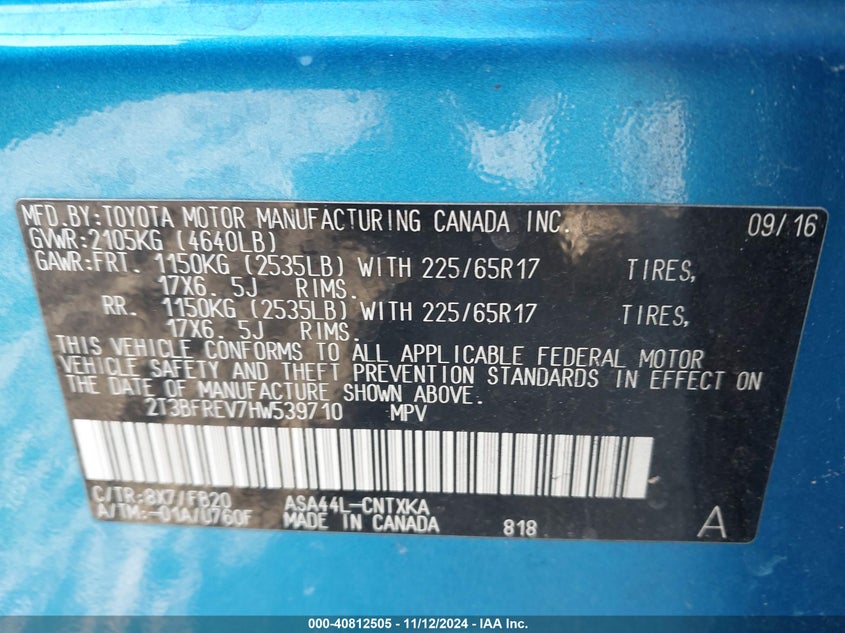 MFD.BY:TOYOTA MOTOR MANUFACTURING CANADA INC. 09/16
GVWR:2105KG (4640LB)
GAWR:FRT. 1150KG (2535LB) WITH 225/65R17 TIRES,
17X6. 5J RIMS.
RR. 1150KG (2535LB) WITH 225/65R17 TIRES,
17X6. 5J RIMS.
THIS VEHICLE CONFORMS TO ALL APPLICABLE FEDERAL MOTOR
VEHICLE SAFETY AND THEFT PREVENTION STANDARDS IN EFFECT ON
THE DATE OF MANUFACTURE SHOWN ABOVE.
2T3BFREV7HW539710 MPV
C/TR:8X7/FB20 ASA44L-CNTXKA
A/TM:-01A/U760F MADE IN CANADA 818 A
000-40812505 - 11/12/2024 - IAA Inc.